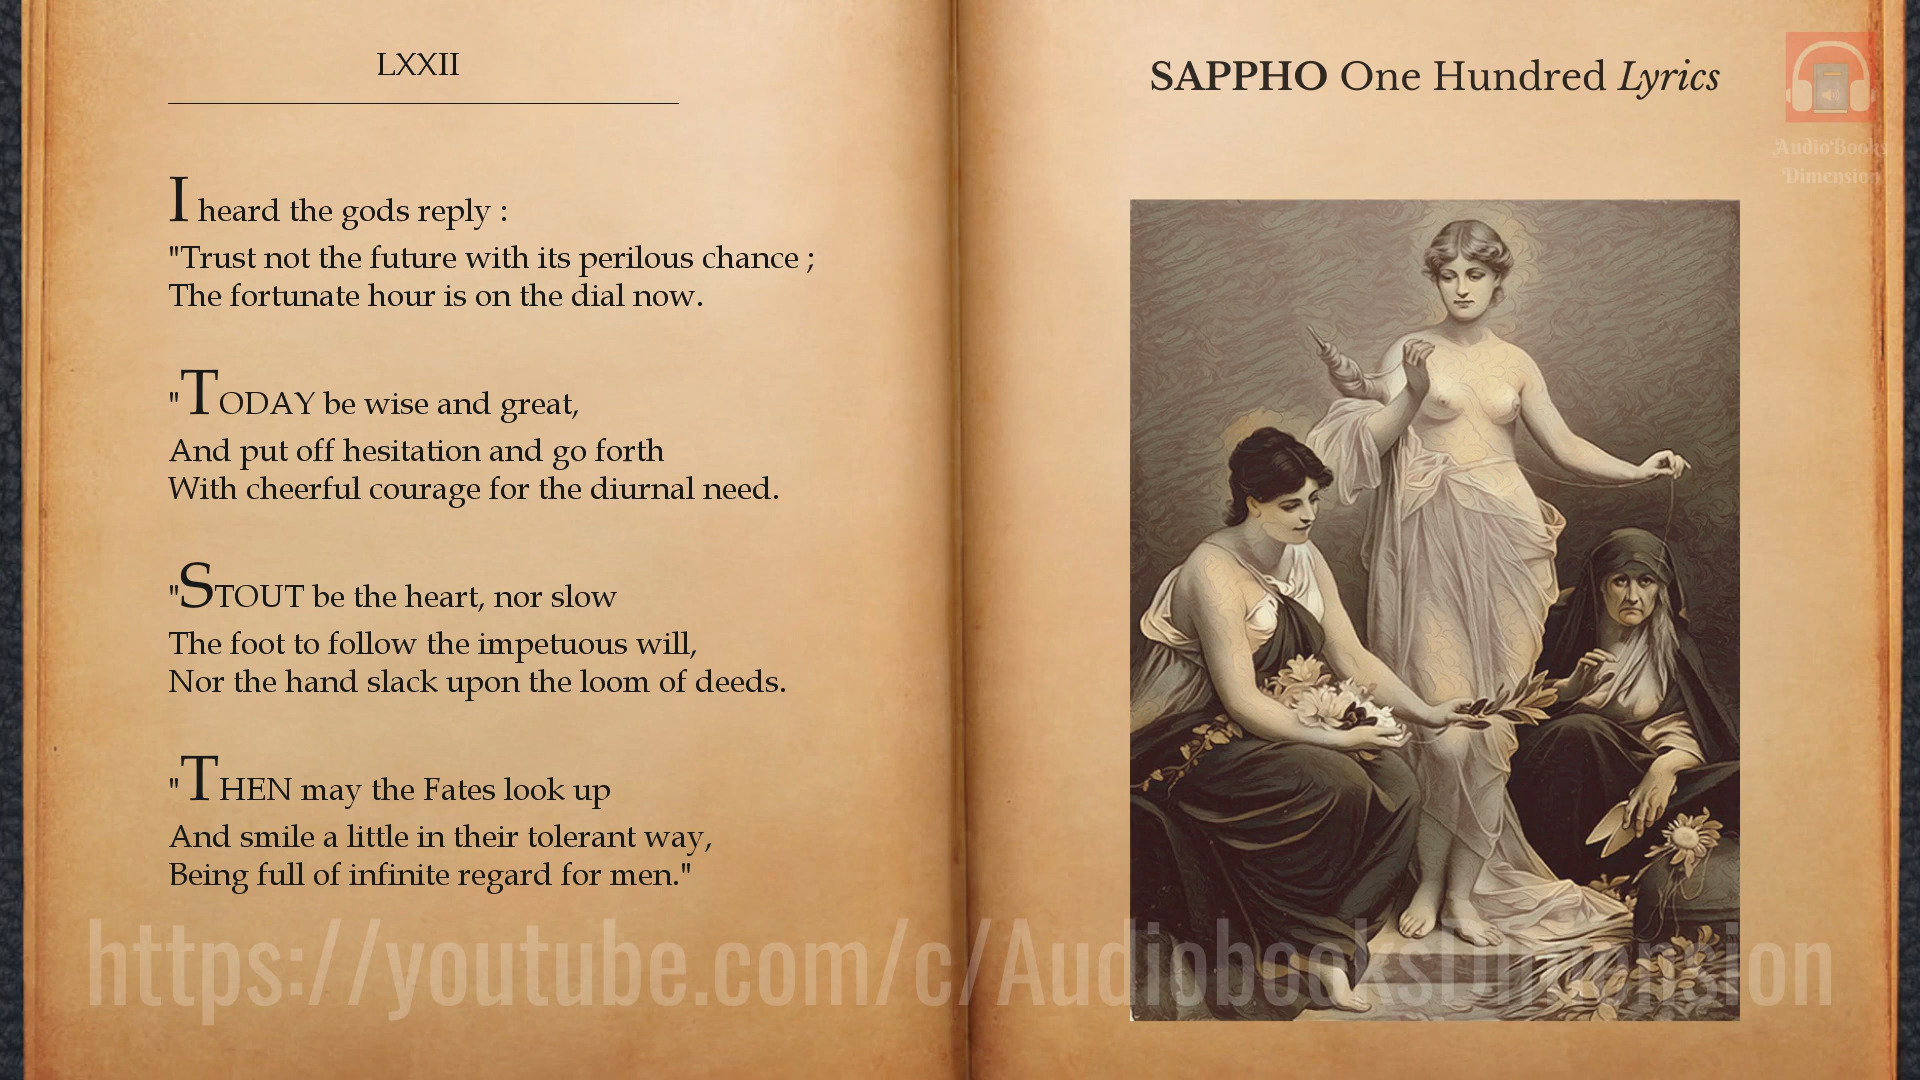 LXXII
I heard the gods reply :
"Trust not the future with its perilous chance ;
The fortunate hour is on the dial now.
"TODAY be wise and great,
And put off hesitation and go forth
With cheerful courage for the diurnal need.
"STOUT be the heart, nor slow
The foot to follow the impetuous will,
Nor the hand slack upon the loom of deeds.
"THEN may the Fates look up
And smile a little in their tolerant way,
Being full of infinite regard for men."
SAPPHO One Hundred Lyrics
AudioBooks
Dimension
https://youtube.com/c/AudiobooksDimension